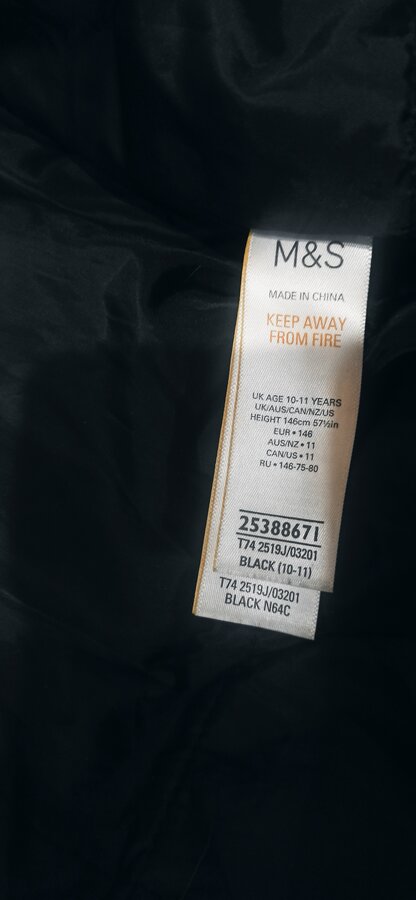 M&S
MADE IN CHINA
KEEP AWAY
FROM FIRE
UK AGE 10-11 YEARS
UK/AUS/CAN/NZ/US
HEIGHT 146cm 57½in
EUR • 146
AUS/NZ • 11
CAN/US • 11
RU • 146-75-80
25388671
T74 2519J/03201
BLACK (10-11)
T74 2519J/03201
BLACK N64C